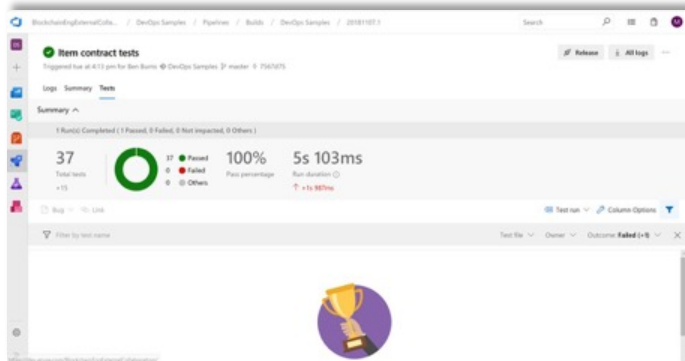 BlockchainEngExternalColla... / DevOps Samples / Pipelines / Builds / DevOps Samples / 20181107.1
Search
M
DS
Item contract tests
Release
All logs
Triggered tue at 4:13 pm for Ben Burns DevOps Samples master
Logs Summary Tests
Summary
1 Run(s) Completed ( 1 Passed, 0 Failed, 0 Not impacted, 0 Others )
37
Total tests
+15
37 Passed
0 Failed
0 Others
100%
Pass percentage
5s 103ms
Run duration
+1s 987ms
Bug Link
Test run Column Options
Filter by test name
Test file Owner Outcome: Failed (+1)